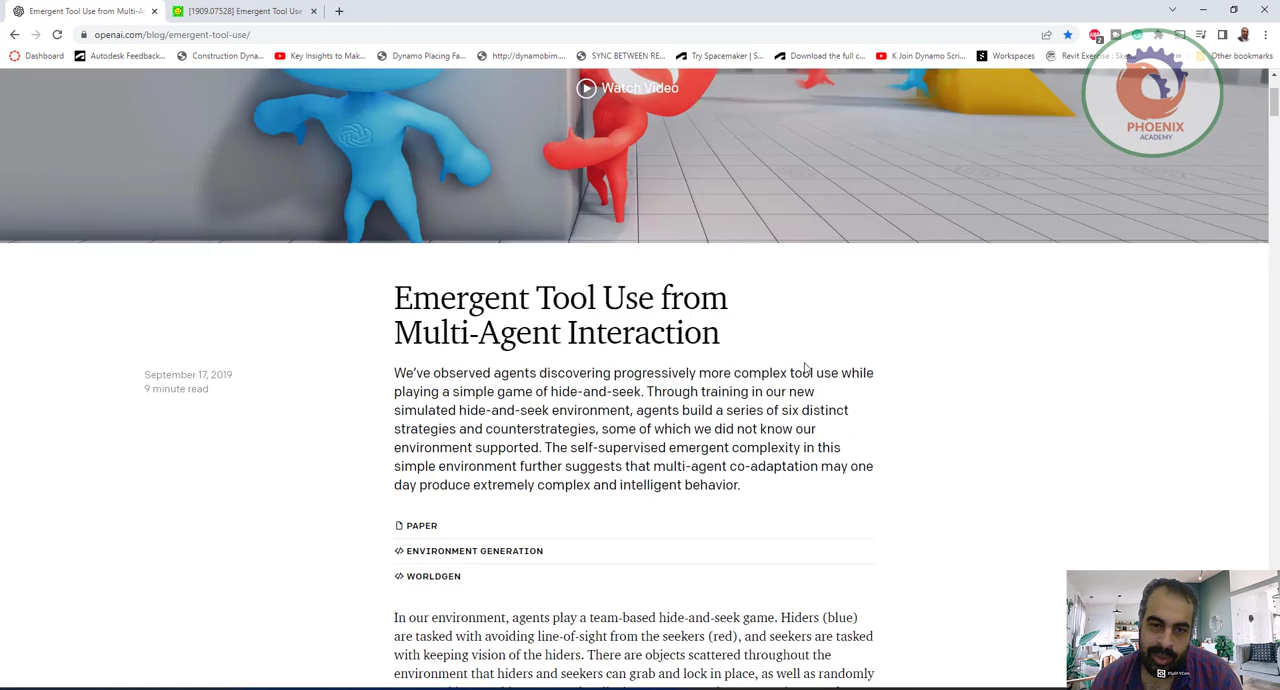 Emergent Tool Use from Multi-A
[1909.07528] Emergent Tool Use
openai.com/blog/emergent-tool-use/
Dashboard
Autodesk Feedback...
Construction Dyna...
Key Insights to Mak...
Dynamo Placing Fa...
http://dynamobim...
SYNC BETWEEN RE...
Try Spacemaker | S...
Download the full c...
K Join Dynamo Scri...
Workspaces
Other bookmarks
Watch Video
PHOENIX
ACADEMY
Emergent Tool Use from
Multi-Agent Interaction
September 17, 2019
9 minute read
We've observed agents discovering progressively more complex tool use while
playing a simple game of hide-and-seek. Through training in our new
simulated hide-and-seek environment, agents build a series of six distinct
strategies and counterstrategies, some of which we did not know our
environment supported. The self-supervised emergent complexity in this
simple environment further suggests that multi-agent co-adaptation may one
day produce extremely complex and intelligent behavior.
PAPER
ENVIRONMENT GENERATION
WORLDGEN
In our environment, agents play a team-based hide-and-seek game. Hiders (blue)
are tasked with avoiding line-of-sight from the seekers (red), and seekers are tasked
with keeping vision of the hiders. There are objects scattered throughout the
environment that hiders and seekers can grab and lock in place, as well as randomly
XSplit VCam